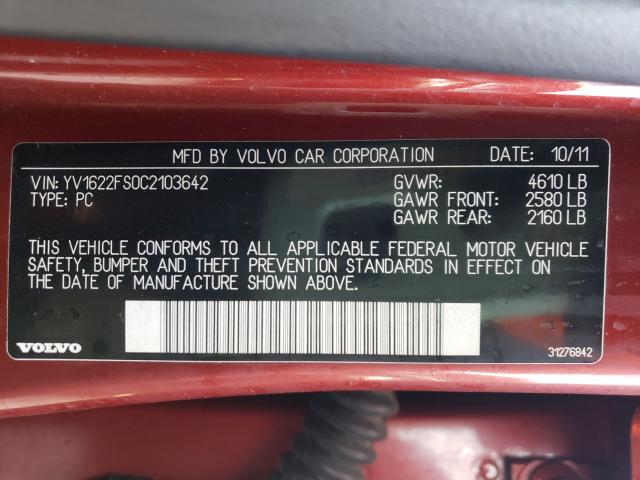 MFD BY VOLVO CAR CORPORATION DATE: 10/11
VIN: YV1622FS0C2103642 GVWR: 4610 LB
TYPE: PC GAWR FRONT: 2580 LB
GAWR REAR: 2160 LB
THIS VEHICLE CONFORMS TO ALL APPLICABLE FEDERAL MOTOR VEHICLE
SAFETY, BUMPER AND THEFT PREVENTION STANDARDS IN EFFECT ON
THE DATE OF MANUFACTURE SHOWN ABOVE.
VOLVO 31276842